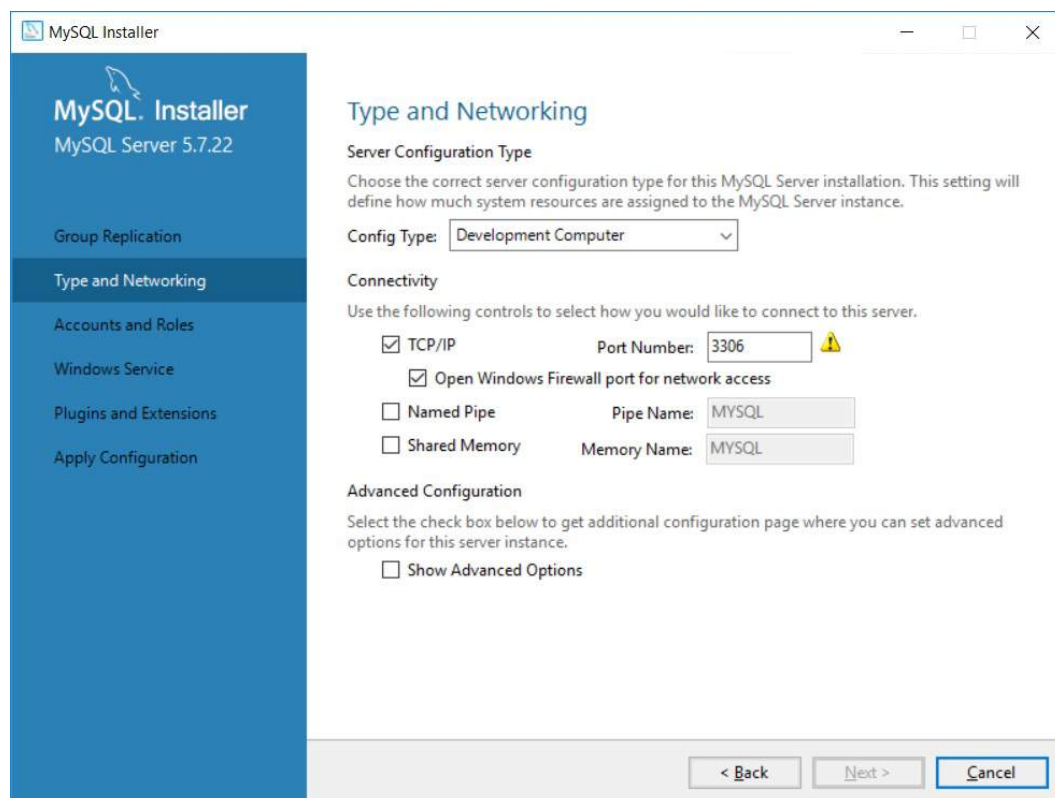 MySQL Installer
MySQL. Installer
MySQL Server 5.7.22
Group Replication
Type and Networking
Accounts and Roles
Windows Service
Plugins and Extensions
Apply Configuration
Type and Networking
Server Configuration Type
Choose the correct server configuration type for this MySQL Server installation. This setting will
define how much system resources are assigned to the MySQL Server instance.
Config Type: Development Computer
Connectivity
Use the following controls to select how you would like to connect to this server.
TCP/IP Port Number: 3306
Open Windows Firewall port for network access
Named Pipe Pipe Name: MYSQL
Shared Memory Memory Name: MYSQL
Advanced Configuration
Select the check box below to get additional configuration page where you can set advanced
options for this server instance.
Show Advanced Options
< Back Next > Cancel